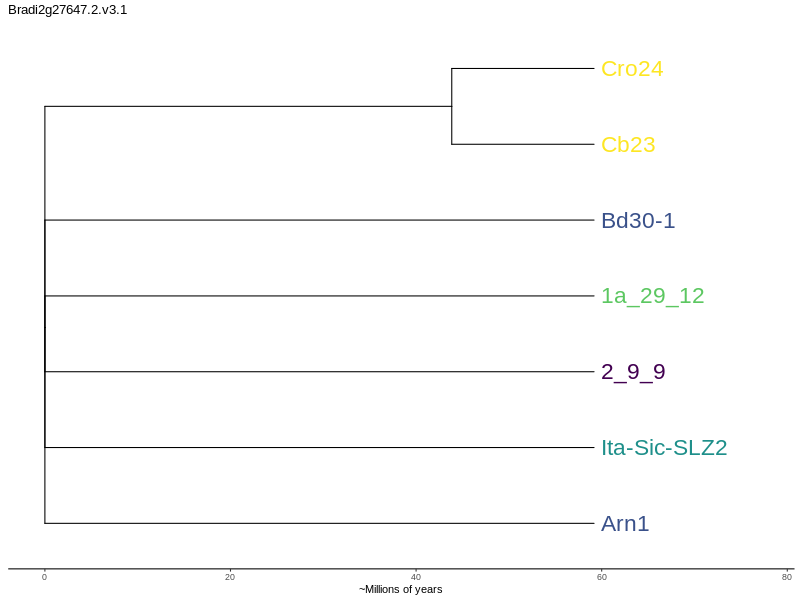 Bradi2g27647.2.v3.1
Cro24
Cb23
Bd30-1
1a_29_12
2_9_9
Ita-Sic-SLZ2
Arn1
0 20 40 60 80
~Millions of years